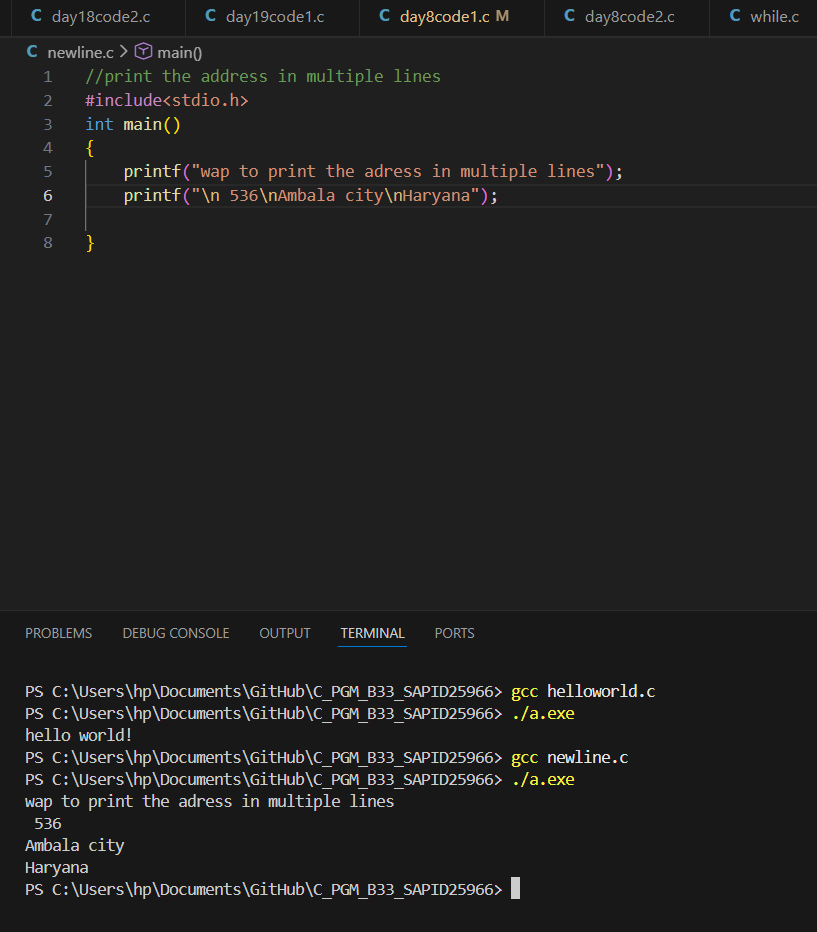 C day18code2.c C day19code1.c C day8code1.c M C day8code2.c C while.c
C newline.c > main()
1 //print the adress in multiple lines
2 #include<stdio.h>
3 int main()
4 {
5 printf("wap to print the adress in multiple lines");
6 printf("\n 536\nAmbala city\nHaryana");
7
8 }
PROBLEMS DEBUG CONSOLE OUTPUT TERMINAL PORTS
PS C:\Users\hp\Documents\GitHub\C_PGM_B33_SAPID25966> gcc helloworld.c
PS C:\Users\hp\Documents\GitHub\C_PGM_B33_SAPID25966> ./a.exe
hello world!
PS C:\Users\hp\Documents\GitHub\C_PGM_B33_SAPID25966> gcc newline.c
PS C:\Users\hp\Documents\GitHub\C_PGM_B33_SAPID25966> ./a.exe
wap to print the adress in multiple lines
 536
Ambala city
Haryana
PS C:\Users\hp\Documents\GitHub\C_PGM_B33_SAPID25966>